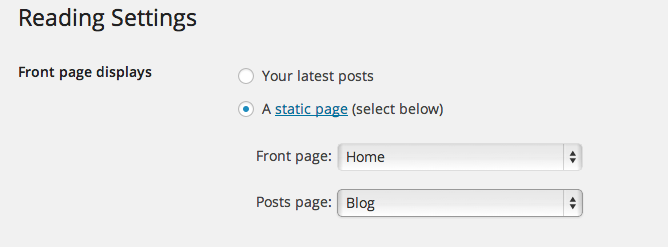 Reading Settings
Front page displays
Your latest posts
A static page (select below)
Front page: Home
Posts page: Blog